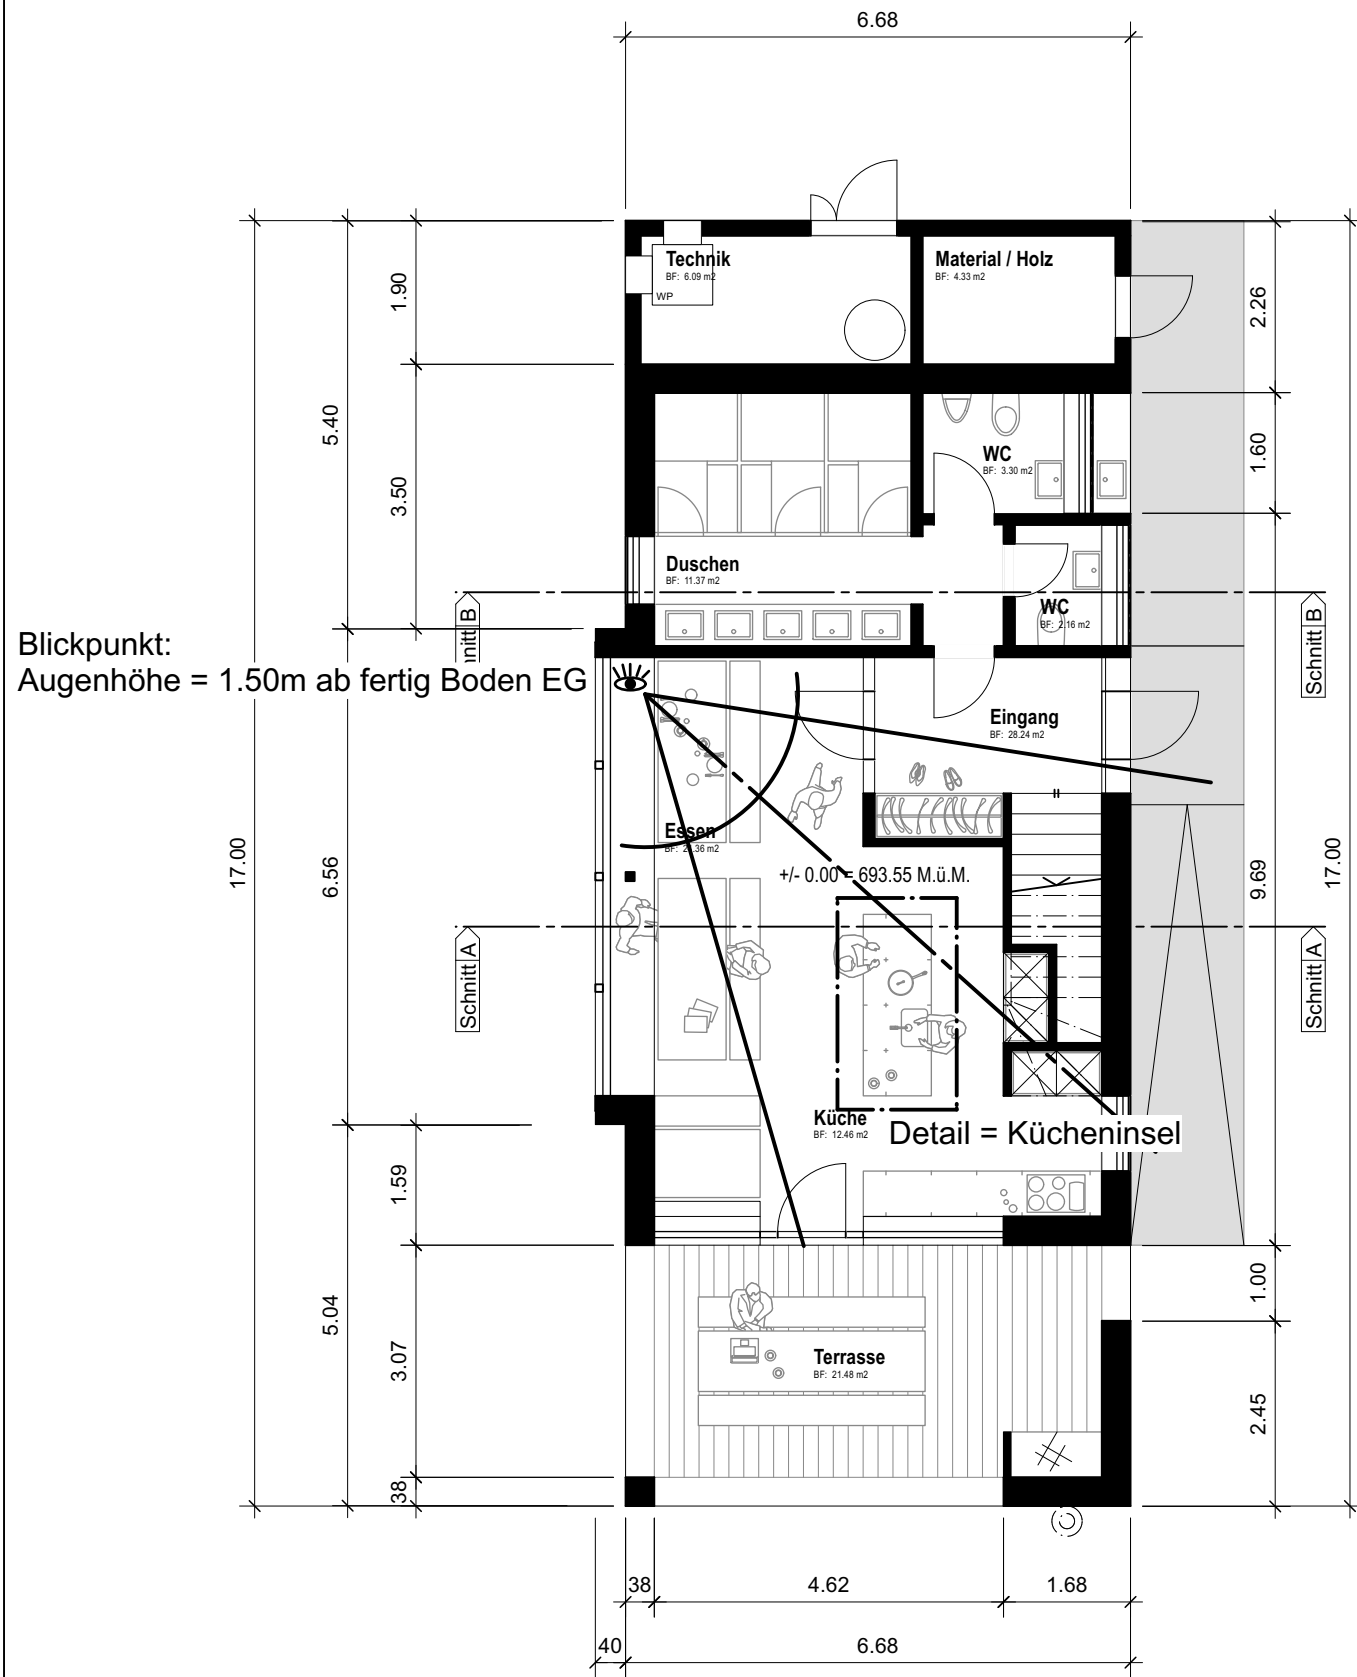 6.68
Technik
BF: 6.09 m2
WP
Material / Holz
BF: 4.33 m2
1.90
2.26
5.40
3.50
1.60
WC
BF: 3.30 m2
Duschen
BF: 11.37 m2
WC
BF: 2.16 m2
Schnitt B
Blickpunkt:
Augenhöhe = 1.50m ab fertig Boden EG
nnitt B
Eingang
BF: 28.24 m2
Essen
+/- 0.00 = 693.55 M.ü.M.
17.00
6.56
9.69
17.00
Schnitt A
Schnitt A
Küche
BF: 12.46 m2
Detail = Kücheninsel
1.59
1.00
5.04
3.07
Terrasse
BF: 21.48 m2
2.45
38
38
4.62
1.68
40
6.68